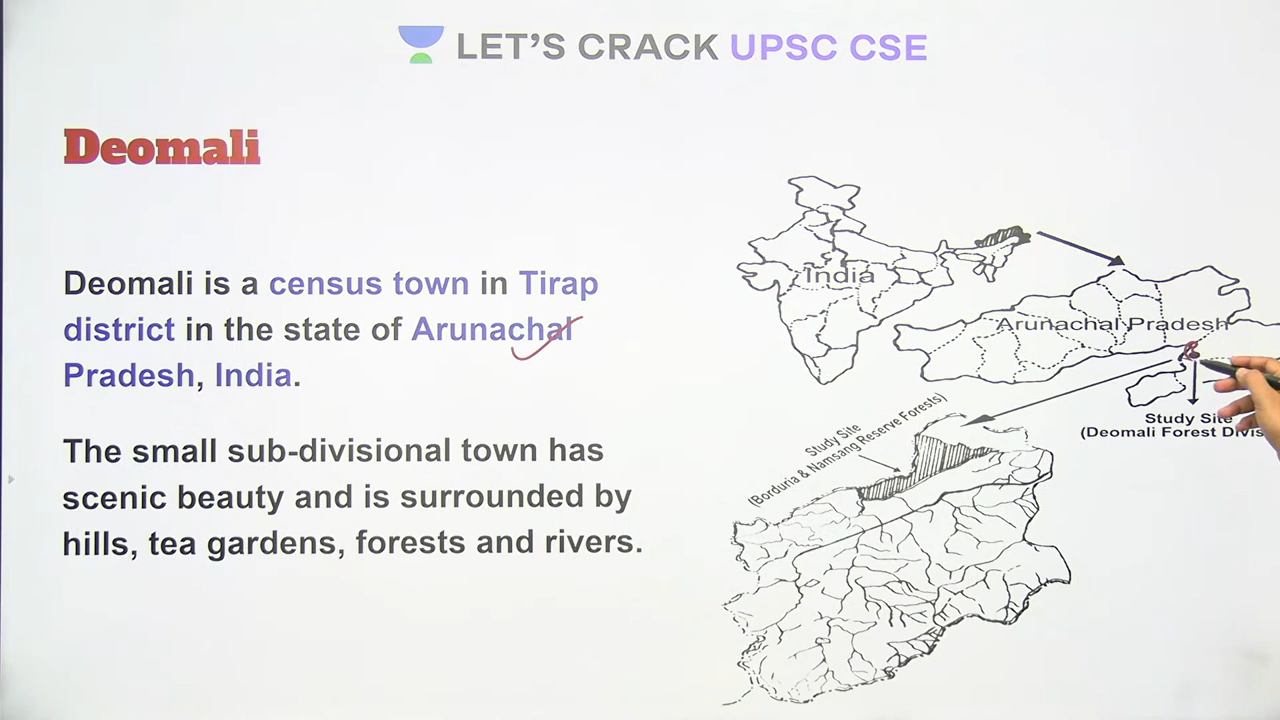 LET'S CRACK UPSC CSE
Deomali
Deomali is a census town in Tirap
district in the state of Arunachal
Pradesh, India.
The small sub-divisional town has
scenic beauty and is surrounded by
hills, tea gardens, forests and rivers.
India
Arunachal Pradesh
Study Site
(Deomali Forest Divis
Study Site
(Borduria & Namsang Reserve Forests)